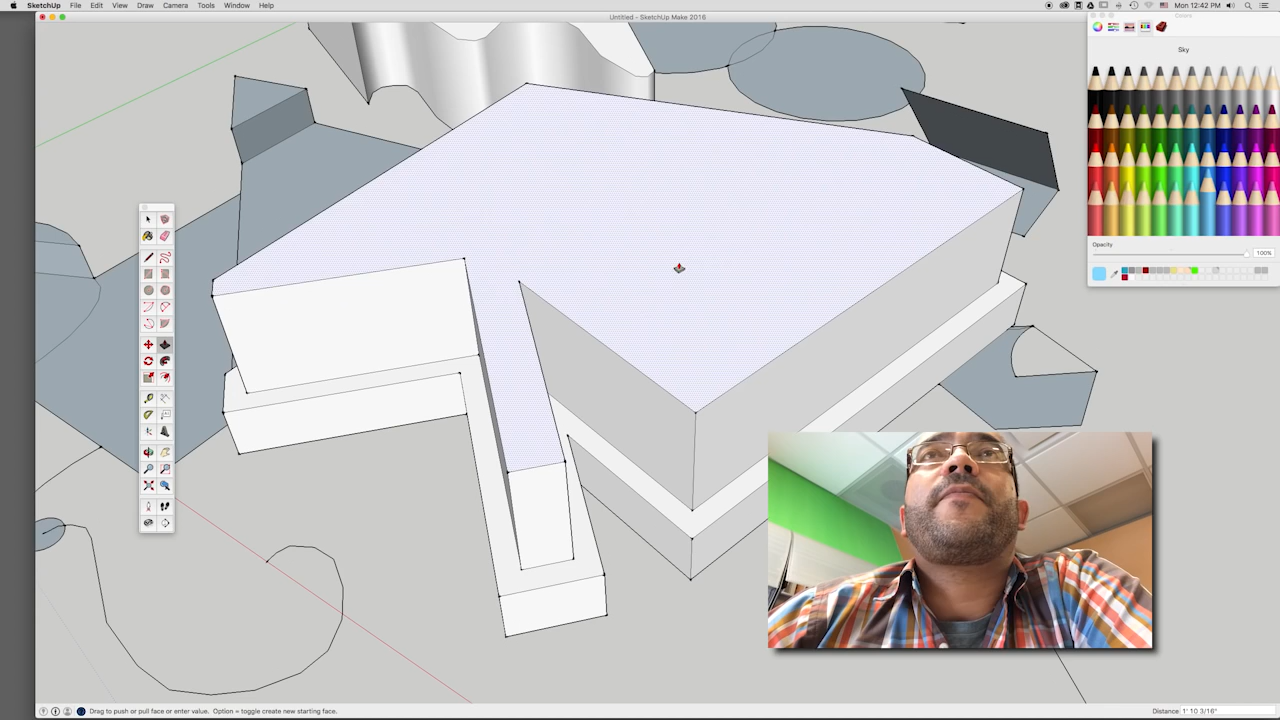 SketchUp File Edit View Draw Camera Tools Window Help Mon 12:42 PM
Untitled - SketchUp Make 2016
Colors
Sky
Opacity
100%
Drag to push or pull face or enter value. Option = toggle create new starting face.
Distance 1' 10 3/16"